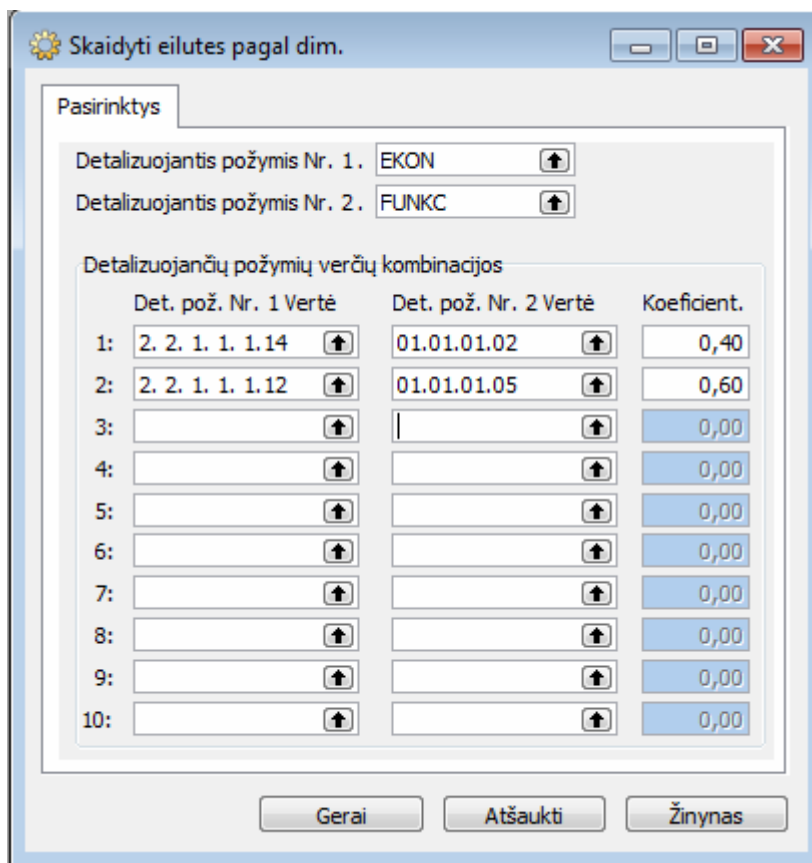 Skaidyti eilutes pagal dim.
Pasirinktys
Detalizuojantis požymis Nr. 1. EKON
Detalizuojantis požymis Nr. 2. FUNKC
Detalizuojančių požymių verčių kombinacijos
Det. pož. Nr. 1 Vertė Det. pož. Nr. 2 Vertė Koeficient.
1: 2. 2. 1. 1. 1.14 01.01.01.02 0,40
2: 2. 2. 1. 1. 1.12 01.01.01.05 0,60
3: 0,00
4: 0,00
5: 0,00
6: 0,00
7: 0,00
8: 0,00
9: 0,00
10: 0,00
Gerai Atšaukti Žinynas